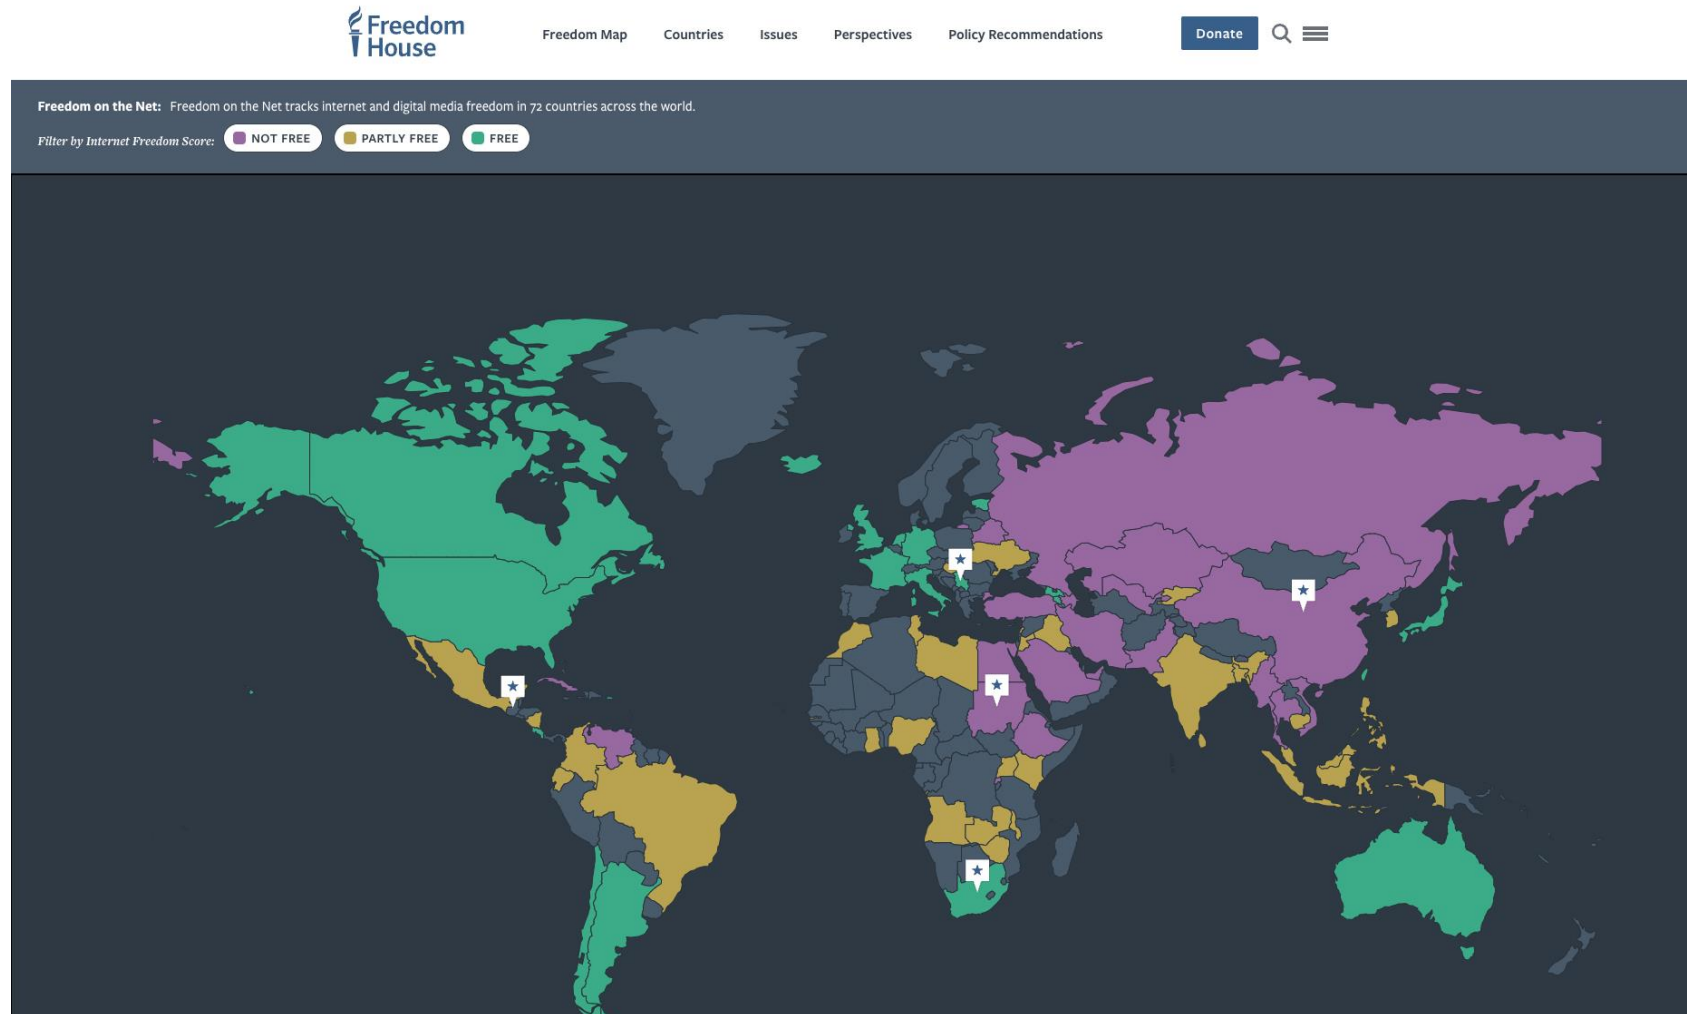 Freedom
House
Freedom Map
Countries
Issues
Perspectives
Policy Recommendations
Donate
Freedom on the Net: Freedom on the Net tracks internet and digital media freedom in 72 countries across the world.
Filter by Internet Freedom Score: NOT FREE PARTLY FREE FREE